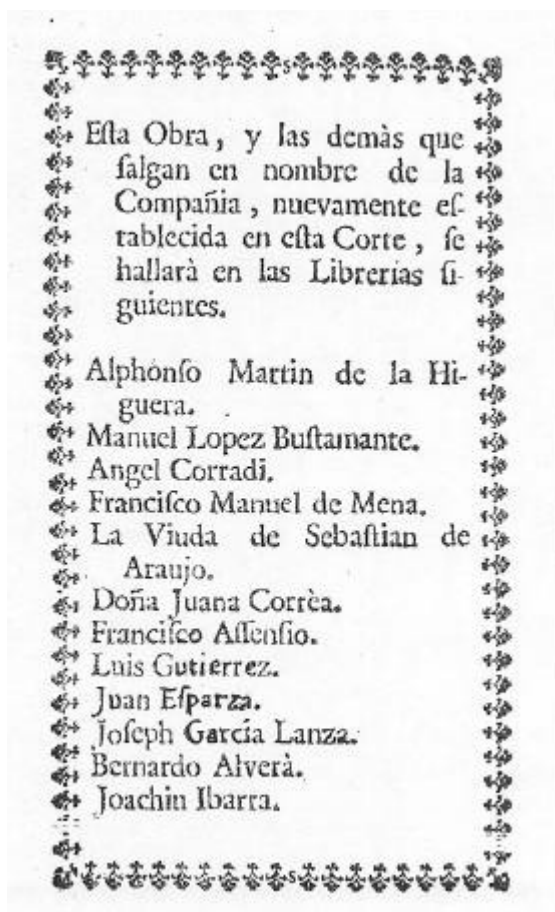 Eſta Obra, y las demàs que
ſalgan en nombre de la
Compañia, nuevamente eſ-
tablecida en eſta Corte, ſe
hallarà en las Librerías ſi-
guientes.
Alphonſo Martin de la Hi-
guera.
Manuel Lopez Buſtamante.
Angel Corradi.
Franciſco Manuel de Mena.
La Viuda de Sebaſtian de
Araujo.
Doña Juana Corrèa.
Franciſco Aſſenſio.
Luis Gutierrez.
Juan Eſparza.
Joſeph García Lanza.
Bernardo Alverà.
Joachin Ibarra.